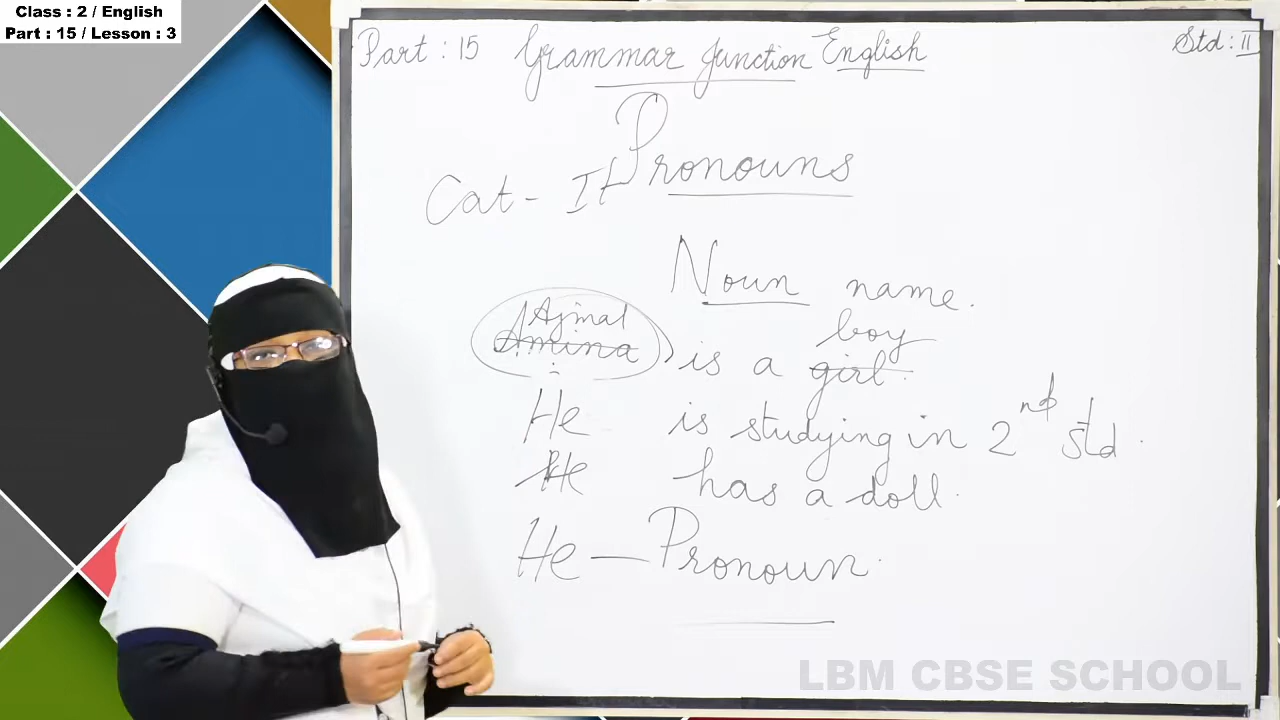 Class : 2 / English
Part : 15 / Lesson : 3
Part : 15 Grammar Junction English Std : II
Pronouns
Cat - It
Noun name.
Ajmal boy
Amina is a girl.
He is studying in 2nd Std.
He has a doll.
He — Pronoun.
LBM CBSE SCHOOL